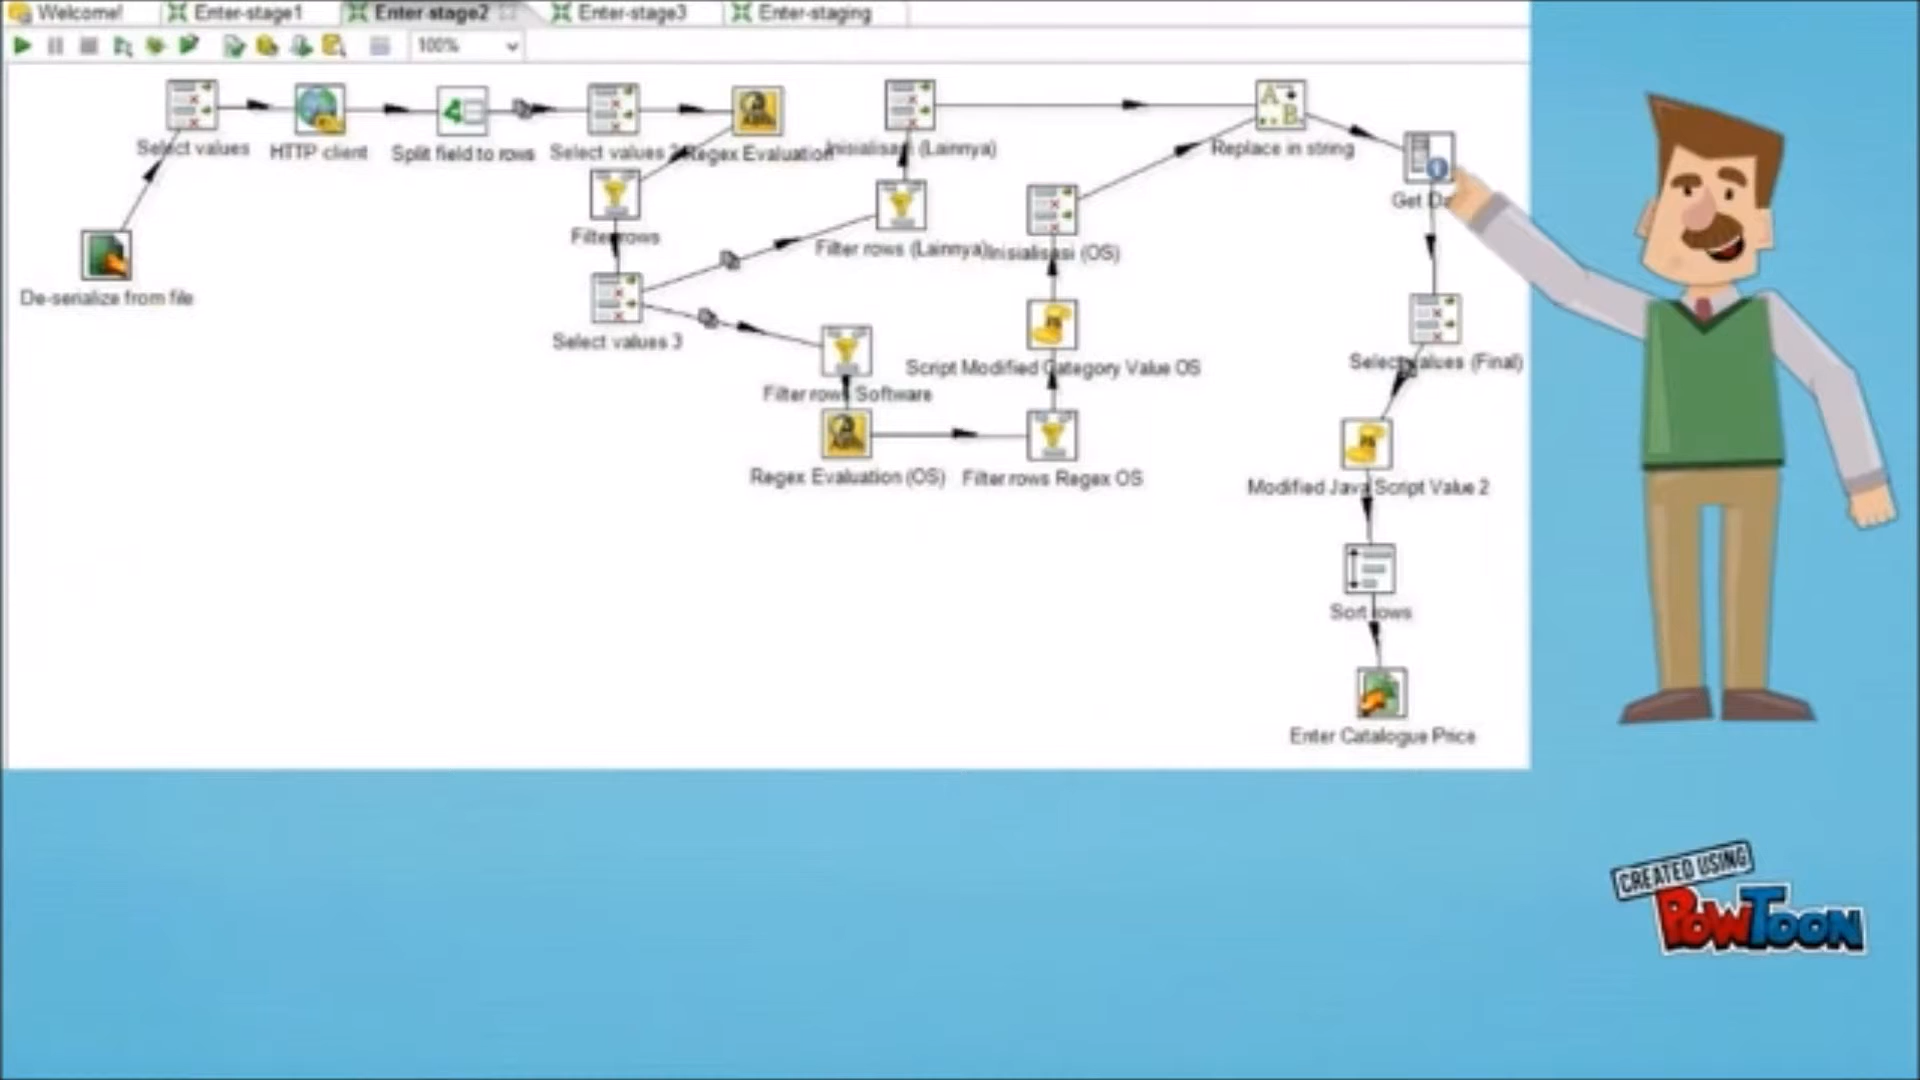 Welcome!
Enter-stage1
Enter-stage2
Enter-stage3
Enter-staging
100%
Select values
HTTP client
Split field to rows
Select values
Regex Evaluation
Inisialisasi (Lainnya)
Replace in string
Get
Filter rows
Filter rows (Lainnya)
Inisialisasi (OS)
De-serialize from file
Select values 3
Script Modified Category Value OS
Select values (Final)
Filter rows Software
Regex Evaluation (OS)
Filter rows Regex OS
Modified Java Script Value 2
Sort rows
Enter Catalogue Price
CREATED USING
POWTOON